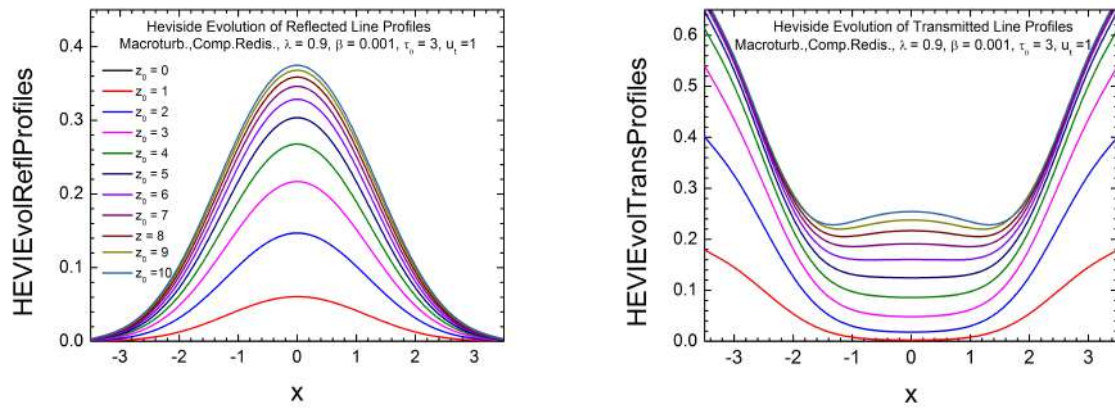 Heviside Evolution of Reflected Line Profiles
Macroturb.,Comp.Redis., λ = 0.9, β = 0.001, τ₀ = 3, uₜ=1
HEVIEvolReflProfiles
0.4
0.3
0.2
0.1
0.0
z₀ = 0
z₀ = 1
z₀ = 2
z₀ = 3
z₀ = 4
z₀ = 5
z₀ = 6
z₀ = 7
z = 8
z₀ = 9
z₀ =10
-3 -2 -1 0 1 2 3
x
Heviside Evolution of Transmitted Line Profiles
Macroturb.,Comp.Redis., λ = 0.9, β = 0.001, τ₀ = 3, uₜ=1
HEVIEvolTransProfiles
0.6
0.5
0.4
0.3
0.2
0.1
0.0
-3 -2 -1 0 1 2 3
x